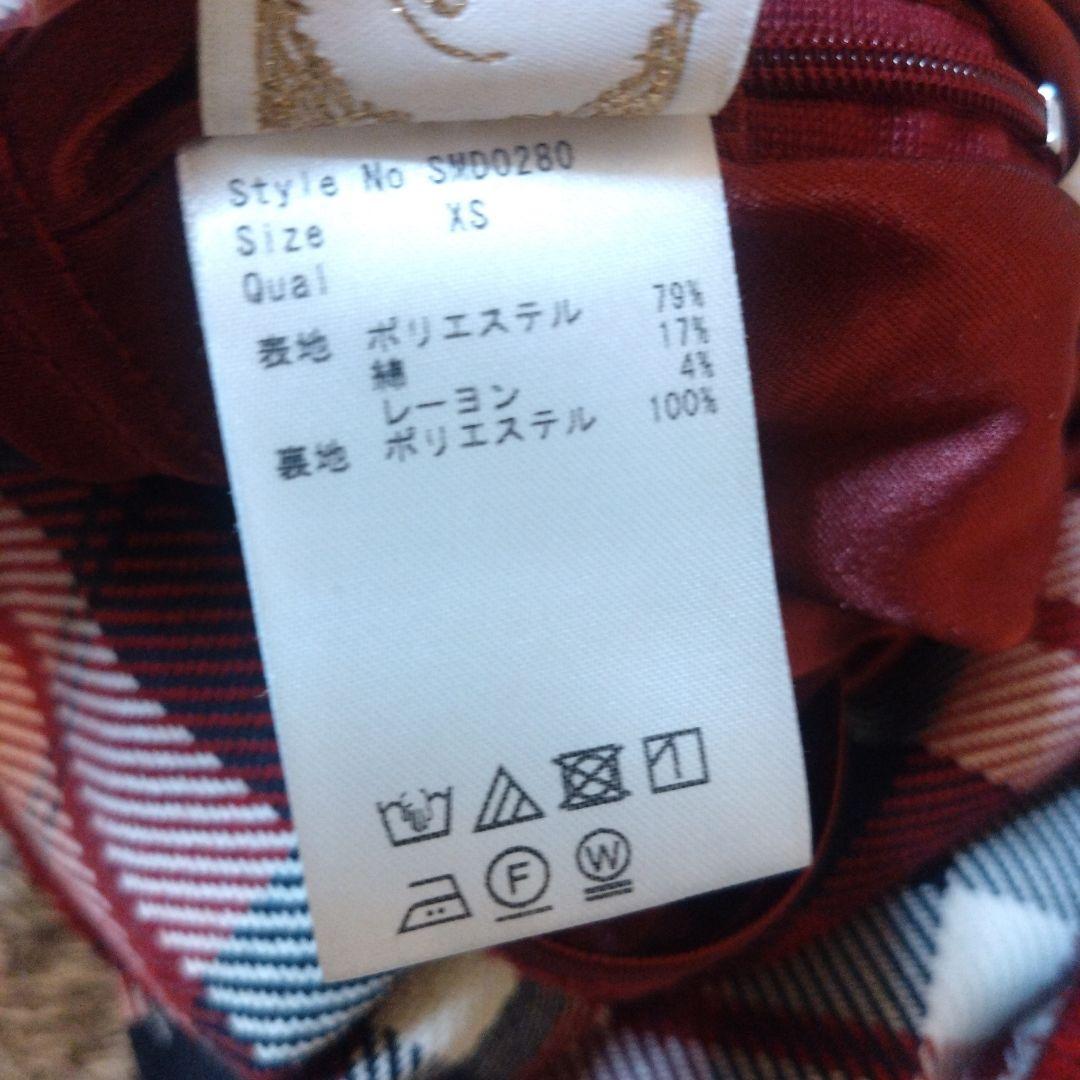 Style No SMD0280
Size XS
Qual
表地 ポリエステル 79%
綿 17%
レーヨン 4%
裏地 ポリエステル 100%
F W